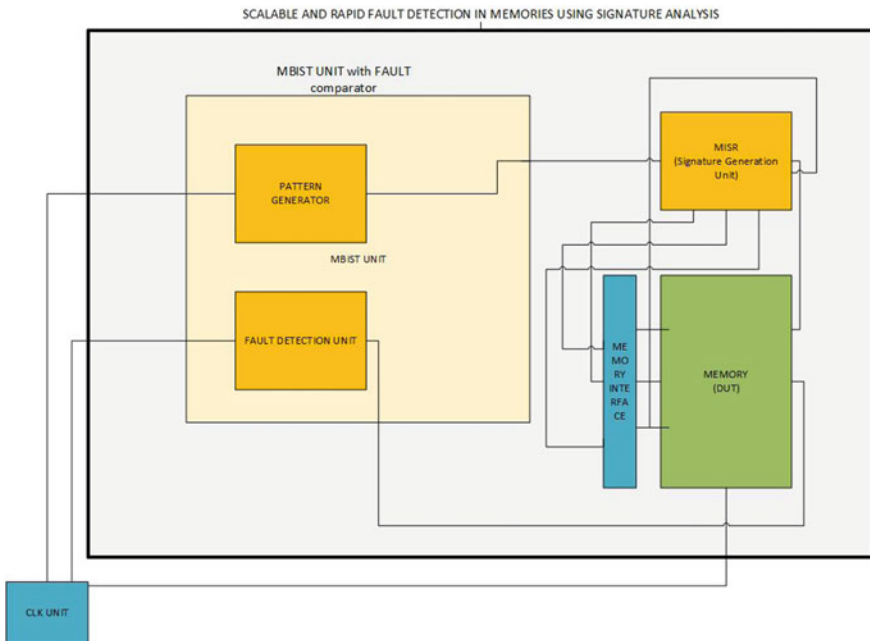 SCALABLE AND RAPID FAULT DETECTION IN MEMORIES USING SIGNATURE ANALYSIS
MBIST UNIT with FAULT
comparator
PATTERN
GENERATOR
MBIST UNIT
FAULT DETECTION UNIT
MISR
(Signature Generation
Unit)
ME
MO
RY
INTE
RFA
CE
MEMORY
(DUT)
CLK UNIT